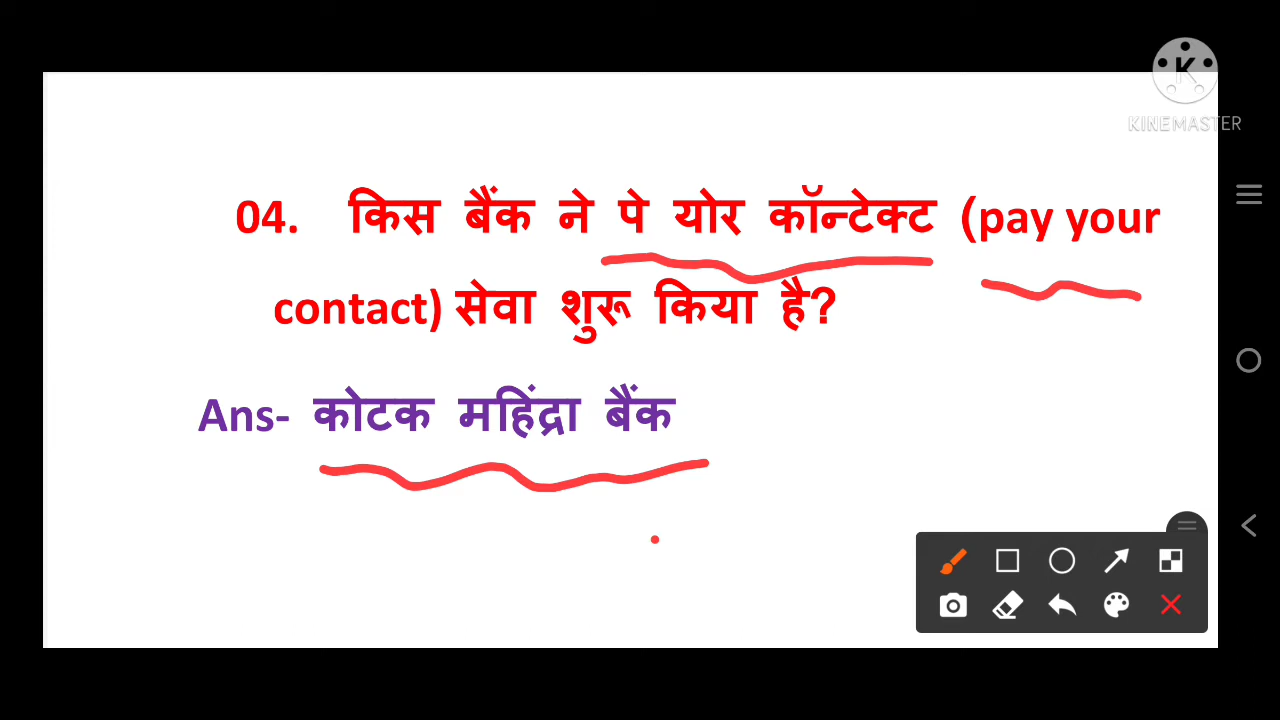 KINEMASTER
04. किस बैंक ने पे योर कॉन्टेक्ट (pay your
contact) सेवा शुरू किया है?
Ans- कोटक महिंद्रा बैंक